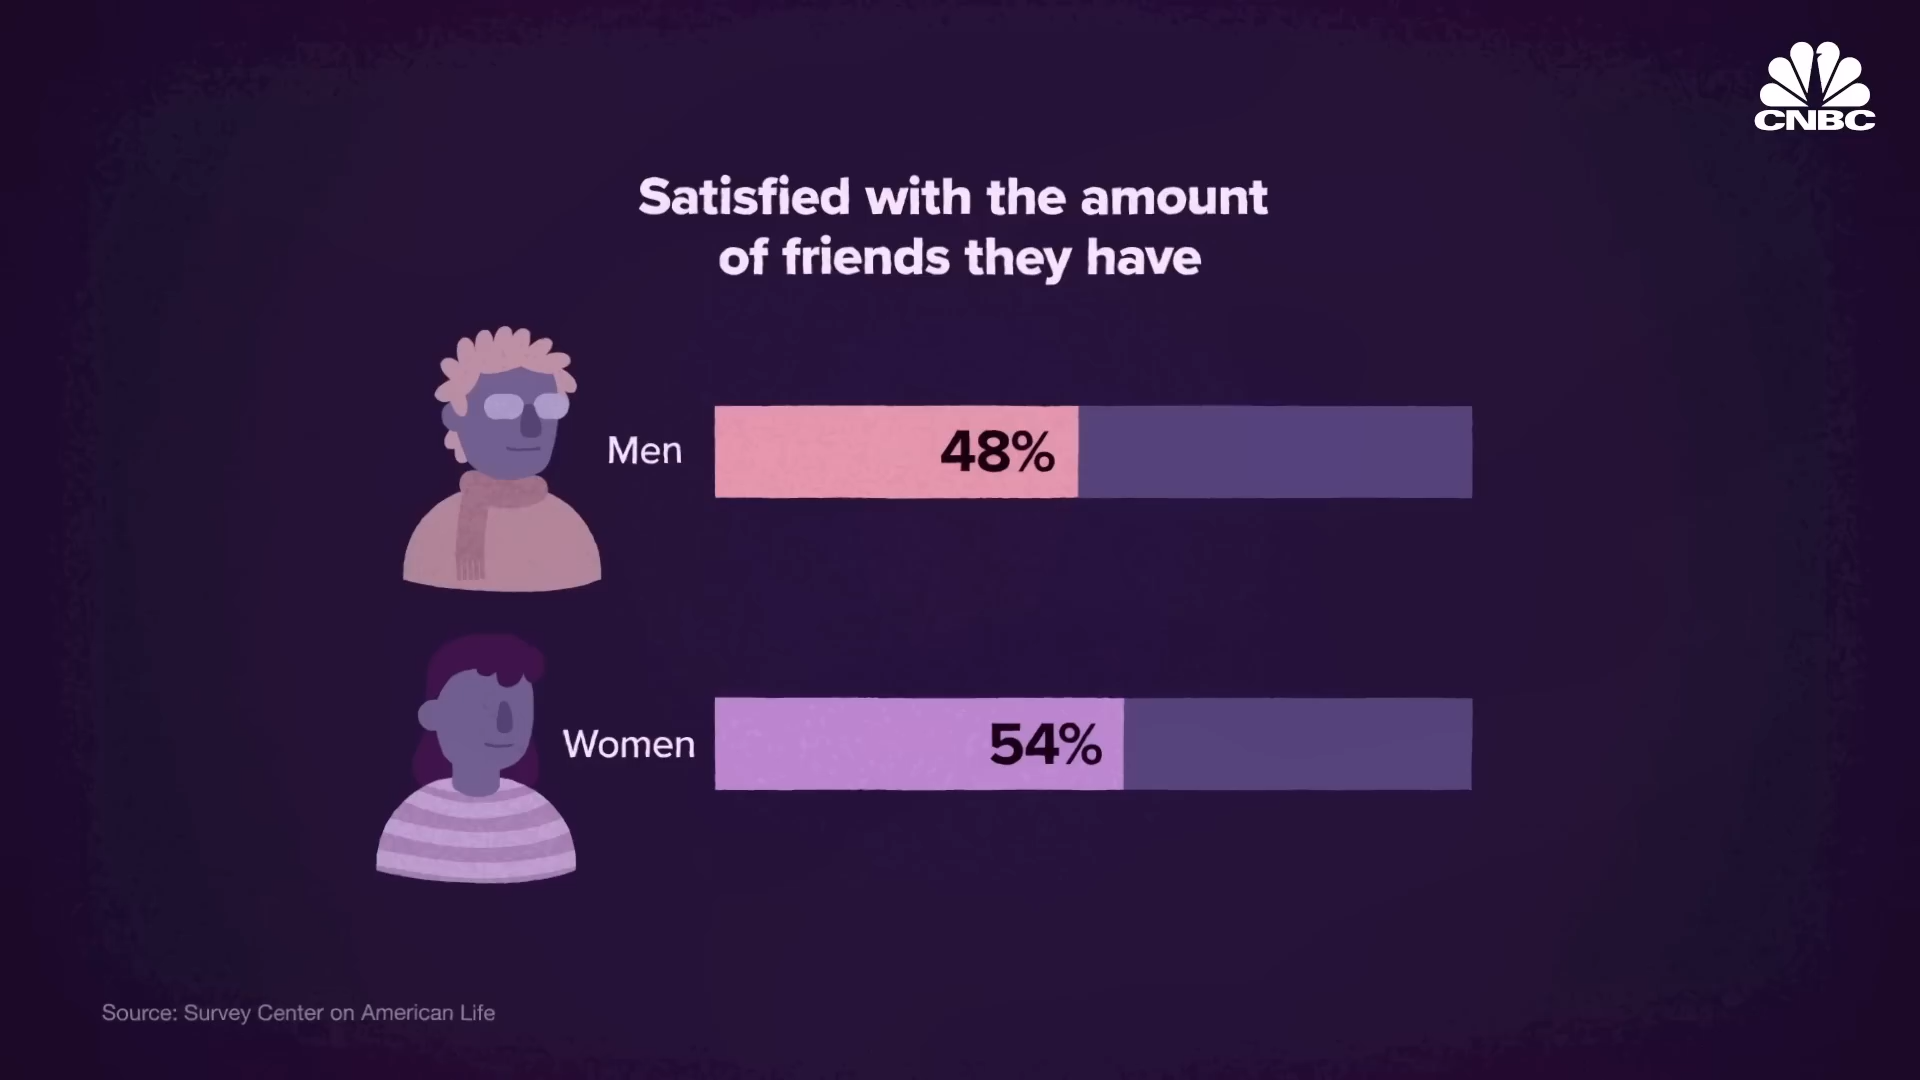 CNBC
Satisfied with the amount
of friends they have
Men
48%
Women
54%
Source: Survey Center on American Life